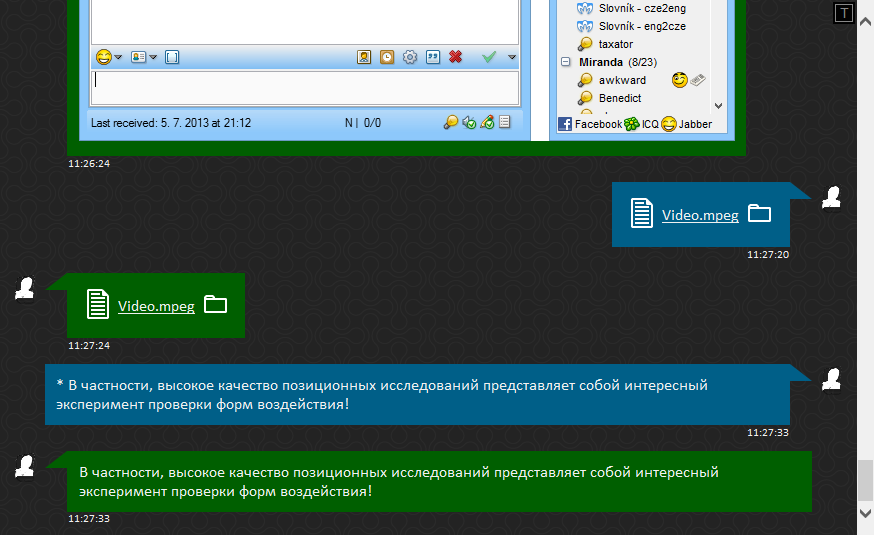 T
Slovník - cze2eng
Slovník - eng2cze
taxator
Miranda (8/23)
awkward
Benedict
Last received: 5. 7. 2013 at 21:12 N | 0/0
Facebook ICQ Jabber
11:26:24
Video.mpeg
11:27:20
Video.mpeg
11:27:24
* В частности, высокое качество позиционных исследований представляет собой интересный
эксперимент проверки форм воздействия!
11:27:33
В частности, высокое качество позиционных исследований представляет собой интересный
эксперимент проверки форм воздействия!
11:27:33